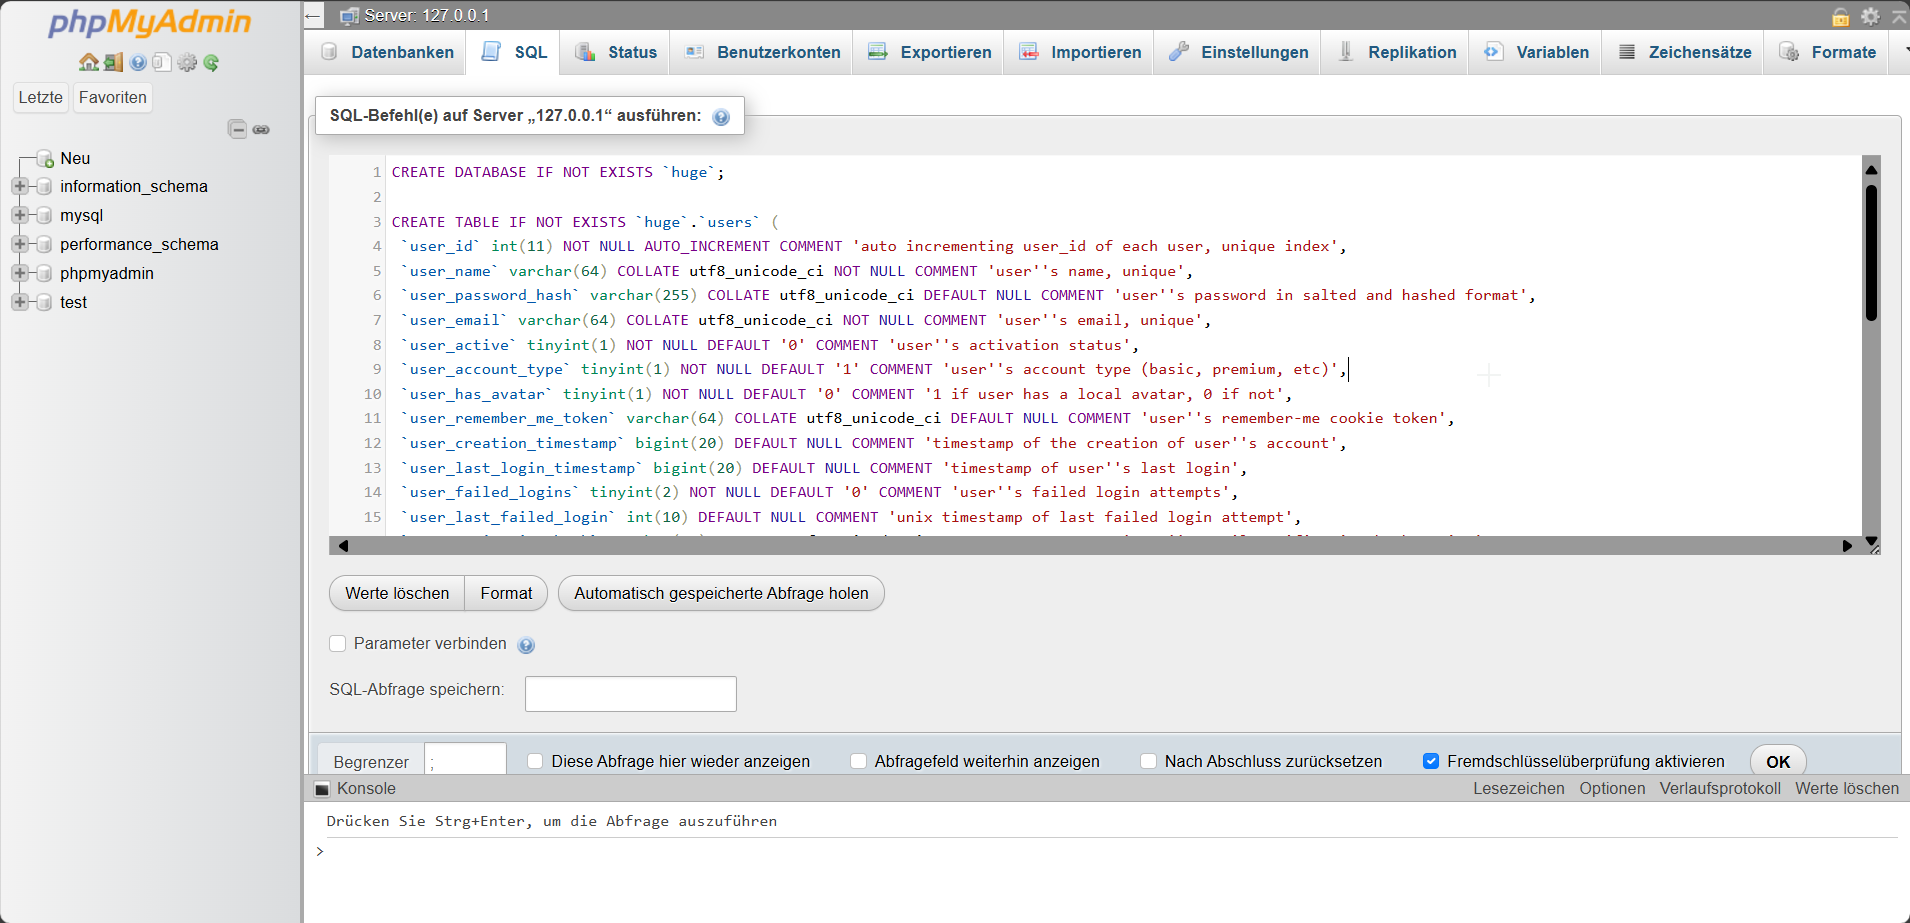 phpMyAdmin
Letzte
Favoriten
Neu
information_schema
mysql
performance_schema
phpmyadmin
test
Server: 127.0.0.1
Datenbanken
SQL
Status
Benutzerkonten
Exportieren
Importieren
Einstellungen
Replikation
Variablen
Zeichensätze
Formate
SQL-Befehl(e) auf Server „127.0.0.1“ ausführen:
1 CREATE DATABASE IF NOT EXISTS `huge`;
2
3 CREATE TABLE IF NOT EXISTS `huge`.`users` (
4 `user_id` int(11) NOT NULL AUTO_INCREMENT COMMENT 'auto incrementing user_id of each user, unique index',
5 `user_name` varchar(64) COLLATE utf8_unicode_ci NOT NULL COMMENT 'user''s name, unique',
6 `user_password_hash` varchar(255) COLLATE utf8_unicode_ci DEFAULT NULL COMMENT 'user''s password in salted and hashed format',
7 `user_email` varchar(64) COLLATE utf8_unicode_ci NOT NULL COMMENT 'user''s email, unique',
8 `user_active` tinyint(1) NOT NULL DEFAULT '0' COMMENT 'user''s activation status',
9 `user_account_type` tinyint(1) NOT NULL DEFAULT '1' COMMENT 'user''s account type (basic, premium, etc)',
10 `user_has_avatar` tinyint(1) NOT NULL DEFAULT '0' COMMENT '1 if user has a local avatar, 0 if not',
11 `user_remember_me_token` varchar(64) COLLATE utf8_unicode_ci DEFAULT NULL COMMENT 'user''s remember-me cookie token',
12 `user_creation_timestamp` bigint(20) DEFAULT NULL COMMENT 'timestamp of the creation of user''s account',
13 `user_last_login_timestamp` bigint(20) DEFAULT NULL COMMENT 'timestamp of user''s last login',
14 `user_failed_logins` tinyint(2) NOT NULL DEFAULT '0' COMMENT 'user''s failed login attempts',
15 `user_last_failed_login` int(10) DEFAULT NULL COMMENT 'unix timestamp of last failed login attempt',
Werte löschen
Format
Automatisch gespeicherte Abfrage holen
Parameter verbinden
SQL-Abfrage speichern:
Begrenzer
;
Diese Abfrage hier wieder anzeigen
Abfragefeld weiterhin anzeigen
Nach Abschluss zurücksetzen
Fremdschlüsselüberprüfung aktivieren
OK
Konsole
Lesezeichen
Optionen
Verlaufsprotokoll
Werte löschen
Drücken Sie Strg+Enter, um die Abfrage auszuführen
>